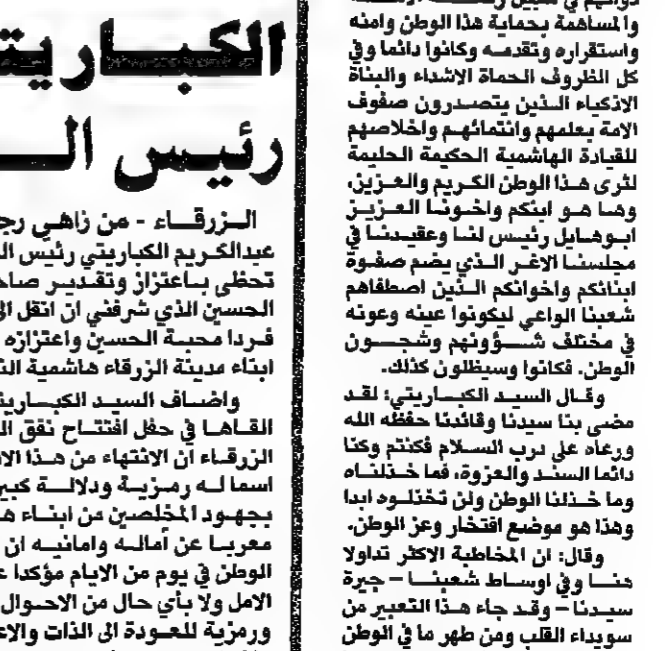 والمساهمة بحماية هذا الوطن وامنه
واستقراره وتقدمه وكانوا دائما وفي
كل الظروف الحماة الاشداء والبناة
الاذكياء الذين يتصدرون صفوف
الامة بعلمهم وانتمائهم واخلاصهم
للقيادة الهاشمية الحكيمة الحليمة
لثرى هذا الوطن الكريم والعزيز،
وها هو ابنكم واخونا العزيز
ابوهايل رئيس لنا وعقيدنا في
مجلسنا الاغر الذي يضم صفوة
ابنائكم واخوانكم الذين اصطفاهم
شعبنا الواعي ليكونوا عينه وعونه
في مختلف شؤونهم وشجون
الوطن. فكانوا وسيظلون كذلك.
وقال السيد الكباريتي؛ لقد
مضى بنا سيدنا وقائدنا حفظه الله
ورعاه على درب السلام فكنتم وكنا
دائما السند والعزوة، فما خذلناه
وما خذلنا الوطن ولن تخذلوه ابدا
وهذا هو موضع افتخار وعز الوطن.
وقال: ان المخاطبة الاكثر تداولا
هنا وفي اوساط شعبنا – جيرة
سيدنا – وقد جاء هذا التعبير من
سويداء القلب ومن طهر ما في الوطن
الكباريتي
رئيس
الزرقاء - من زاهي
عبدالكريم الكباريتي رئيس
تحظى باعتزاز وتقدير
الحسين الذي شرفني ان انقل
فردا محبة الحسين واعتزازه
ابناء مدينة الزرقاء هاشمية
واضاف السيد
القاها في حفل افتتاح نفق
الزرقاء ان الانتهاء من هذا
اسما له رمزية ودلالة
بجهود المخلصين من ابناء
معربا عن آماله وامانيه ان
الوطن في يوم من الايام مؤكدا
الامل ولا بأي حال من الاحوال
ورمزية للعودة الى الذات